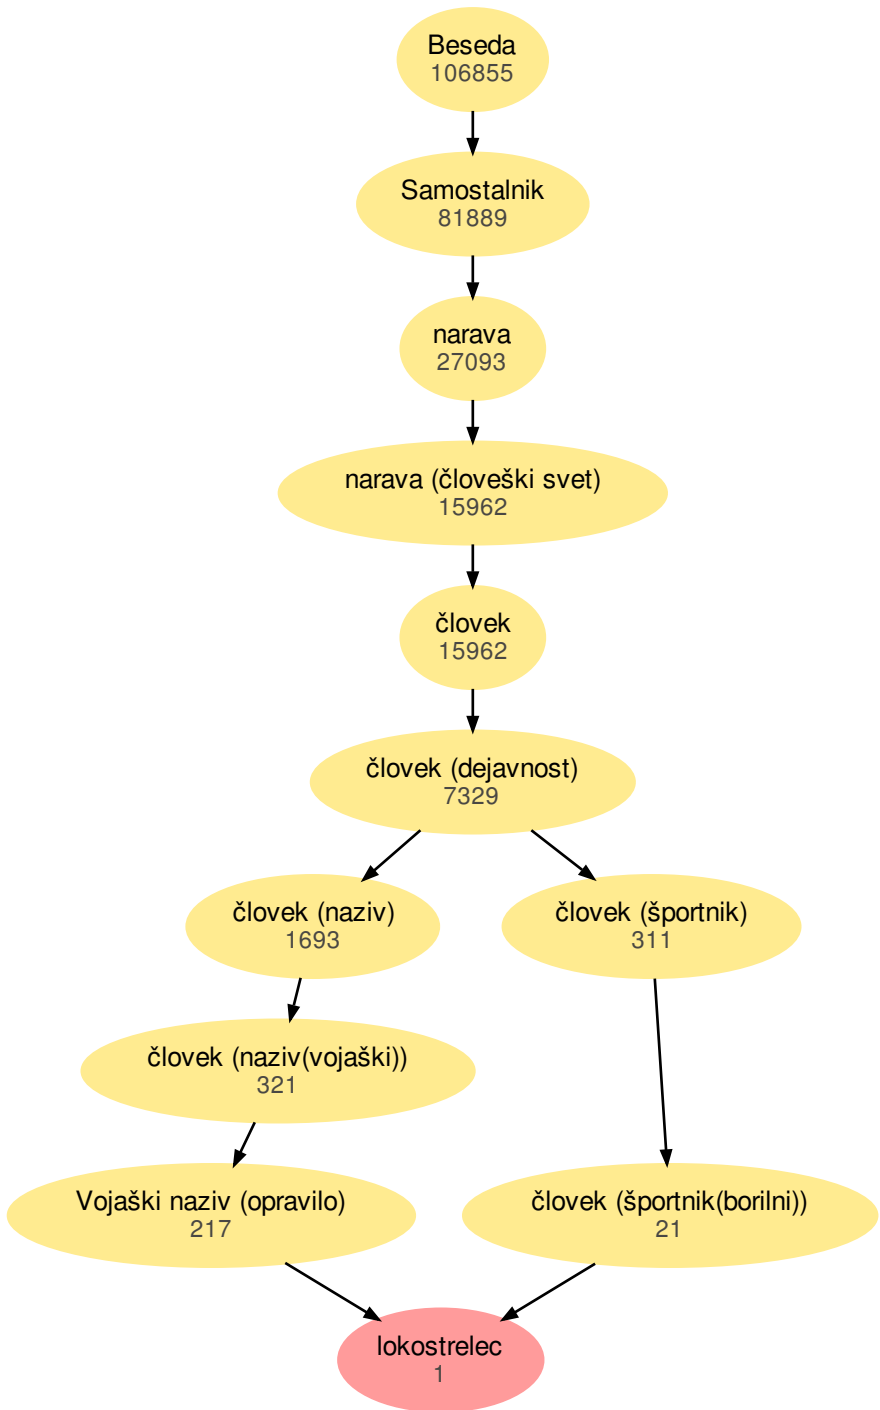 Beseda
106855
Samostalnik
81889
narava
27093
narava (človeški svet)
15962
človek
15962
človek (dejavnost)
7329
človek (naziv)
1693
človek (športnik)
311
človek (naziv(vojaški))
321
Vojaški naziv (opravilo)
217
človek (športnik(borilni))
21
lokostrelec
1